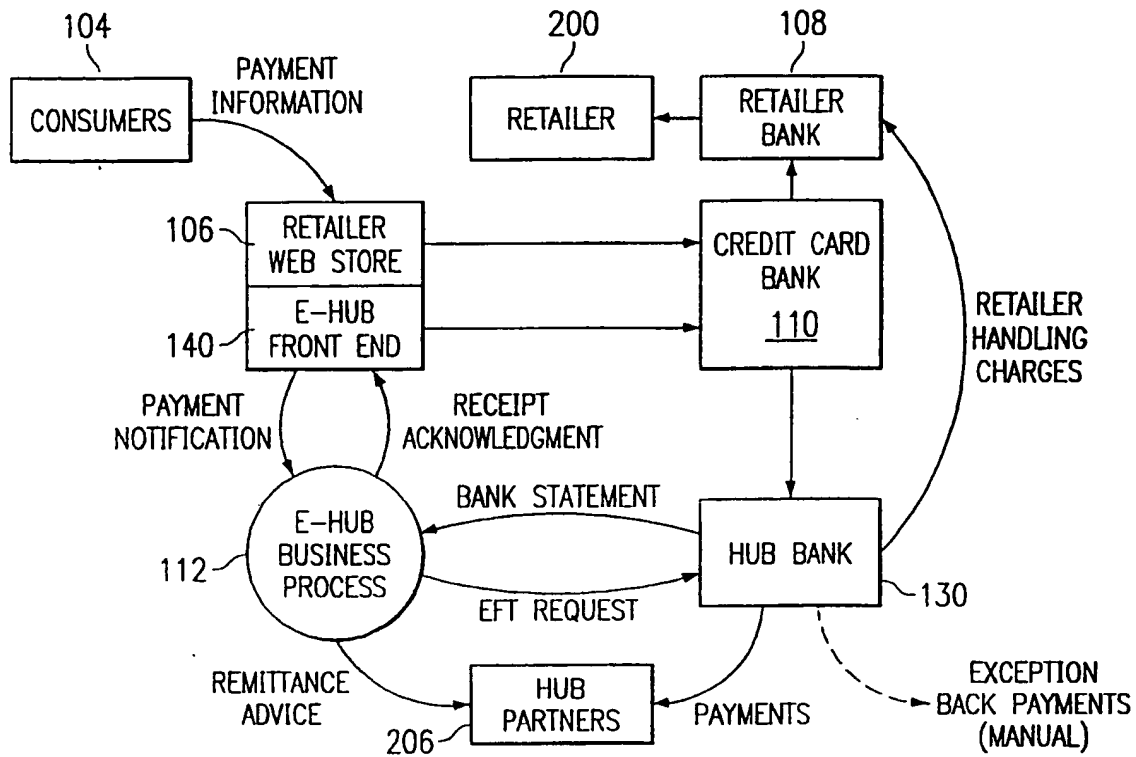 104
200
108
CONSUMERS
PAYMENT
INFORMATION
RETAILER
RETAILER
BANK
106
RETAILER
WEB STORE
CREDIT CARD
BANK
110
140
E-HUB
FRONT END
RETAILER
HANDLING
CHARGES
PAYMENT
NOTIFICATION
RECEIPT
ACKNOWLEDGMENT
BANK STATEMENT
112
E-HUB
BUSINESS
PROCESS
HUB BANK
130
EFT REQUEST
REMITTANCE
ADVICE
HUB
PARTNERS
206
PAYMENTS
EXCEPTION
BACK PAYMENTS
(MANUAL)